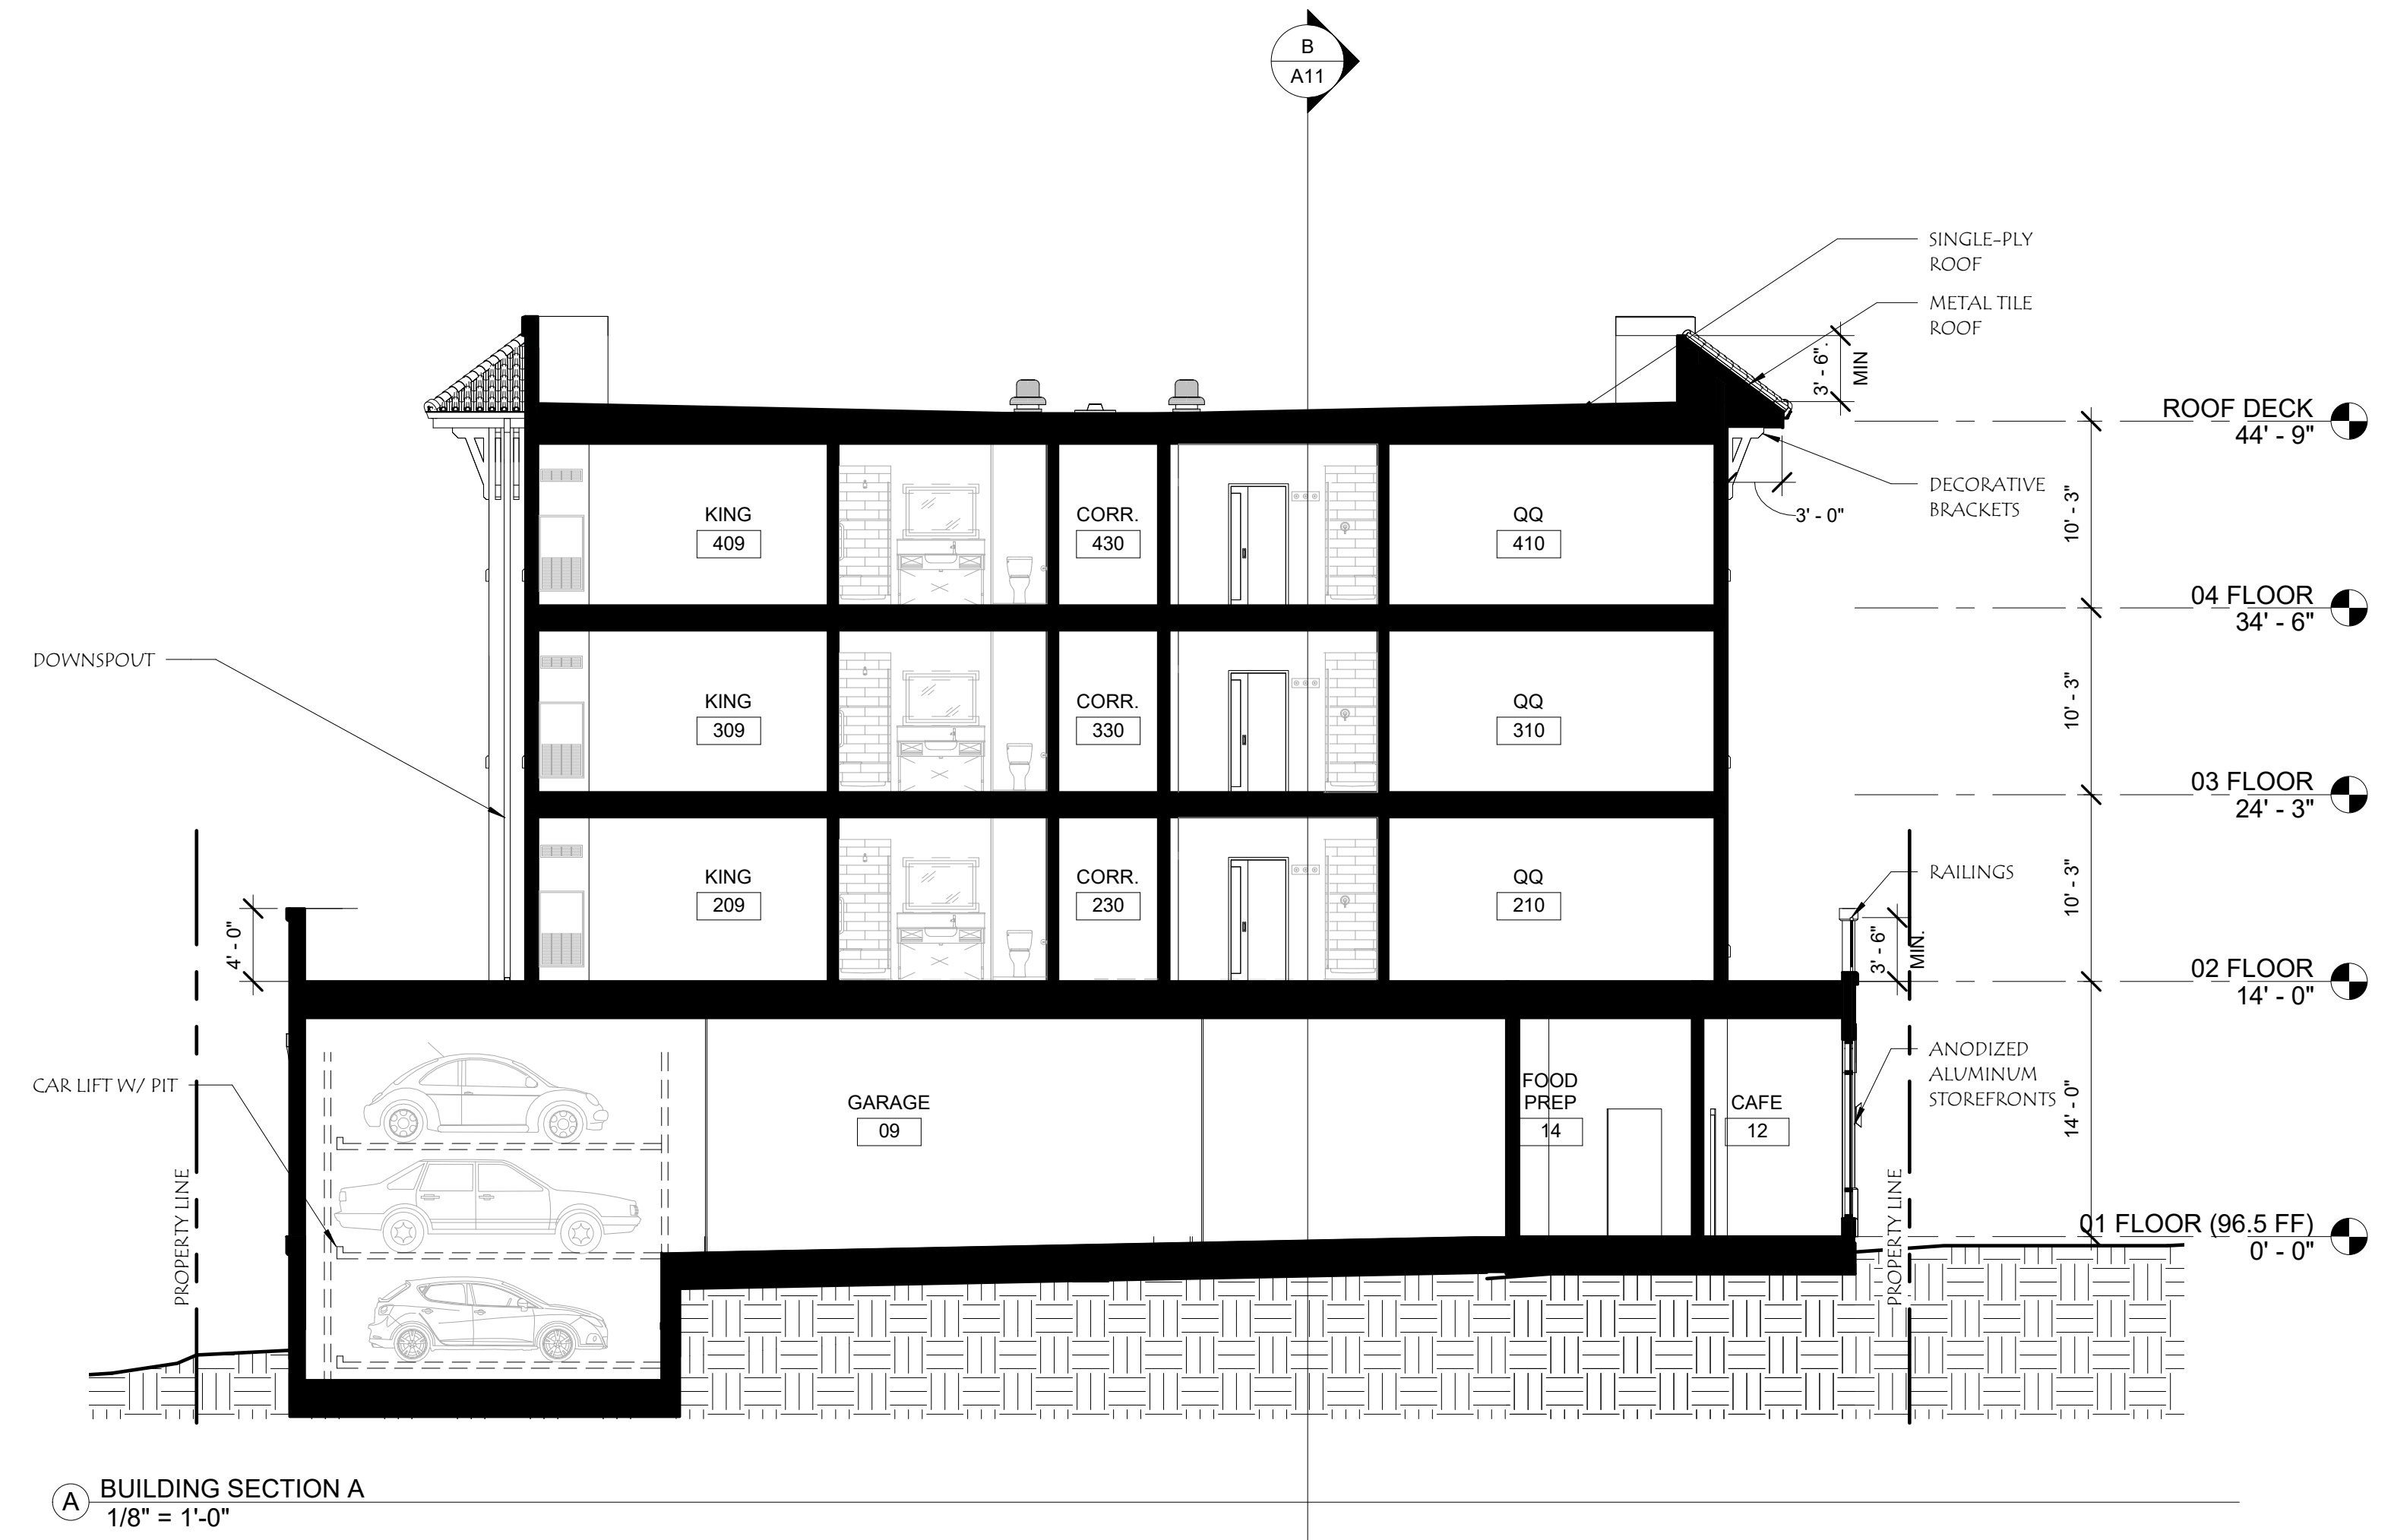 B
A11
SINGLE-PLY
ROOF
METAL TILE
ROOF
3' - 6".
MIN
ROOF DECK
44' - 9"
DECORATIVE
BRACKETS
3' - 0"
10' - 3"
KING
409
CORR.
430
QQ
410
04 FLOOR
34' - 6"
DOWNSPOUT
KING
309
CORR.
330
QQ
310
10' - 3"
03 FLOOR
24' - 3"
KING
209
CORR.
230
QQ
210
RAILINGS
10' - 3"
4' - 0"
3' - 6"
MIN.
02 FLOOR
14' - 0"
CAR LIFT W/ PIT
GARAGE
09
FOOD
PREP
14
CAFE
12
ANODIZED
ALUMINUM
STOREFRONTS
14' - 0"
PROPERTY LINE
PROPERTY LINE
01 FLOOR (96.5 FF)
0' - 0"
A
BUILDING SECTION A
1/8" = 1'-0"